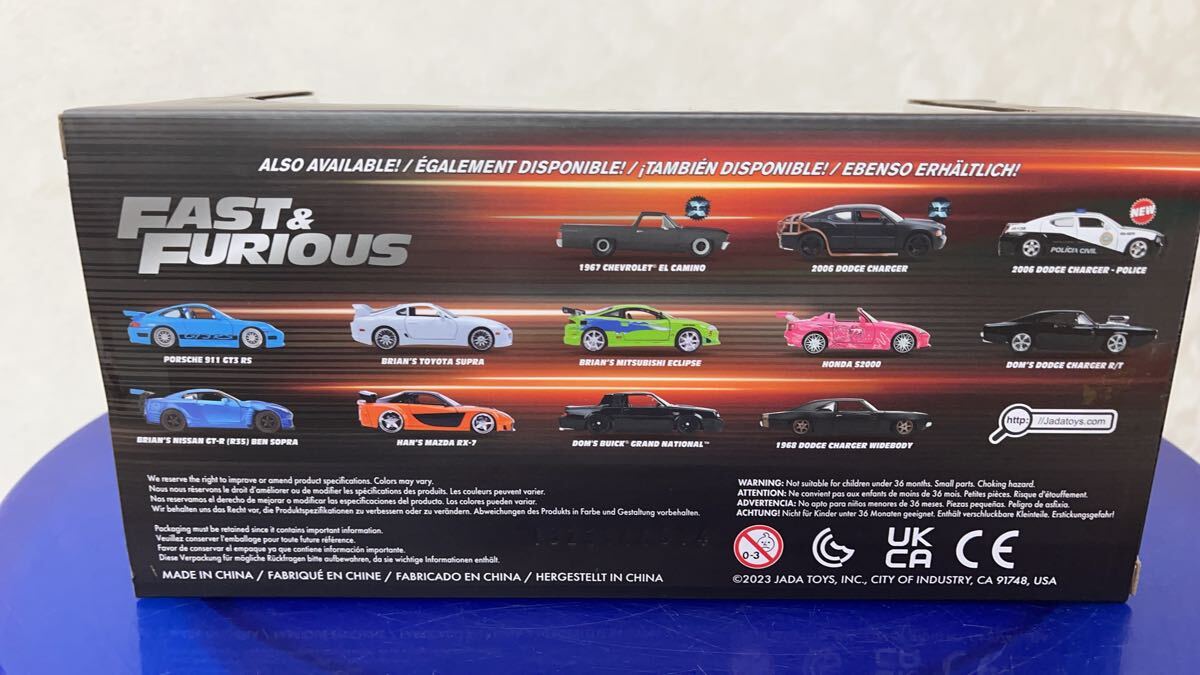 ALSO AVAILABLE! / ÉGALEMENT DISPONIBLE! / ¡TAMBIÉN DISPONIBLE! / EBENSO ERHÄLTLICH!
FAST &
FURIOUS
NEW
POLÍCIA CIVIL
1967 CHEVROLET® EL CAMINO
2006 DODGE CHARGER
2006 DODGE CHARGER - POLICE
PORSCHE 911 GT3 RS
BRIAN'S TOYOTA SUPRA
BRIAN'S MITSUBISHI ECLIPSE
HONDA S2000
DOM'S DODGE CHARGER R/T
BRIAN'S NISSAN GT-R (R35) BEN SOPRA
HAN'S MAZDA RX-7
DOM'S BUICK® GRAND NATIONAL™
1968 DODGE CHARGER WIDEBODY
http: //Jadatoys.com
We reserve the right to improve or amend product specifications. Colors may vary.
Nous nous réservons le droit d'améliorer ou de modifier les spécifications des produits. Les couleurs peuvent varier.
Nos reservamos el derecho de mejorar o modificar las especificaciones del producto. Los colores pueden variar.
Wir behalten uns das Recht vor, die Produktspezifikationen zu verbessern oder zu verändern. Abweichungen des Produkts in Farbe und Gestaltung vorbehalten.
Packaging must be retained since it contains important information.
Veuillez conserver l'emballage pour toute future référence.
Favor de conservar el empaque ya que contiene información importante.
Diese Verpackung für mögliche Rückfragen bitte aufbewahren, da sie wichtige Informationen enthält.
MADE IN CHINA / FABRIQUÉ EN CHINE / FABRICADO EN CHINA / HERGESTELLT IN CHINA
WARNING: Not suitable for children under 36 months. Small parts. Choking hazard.
ATTENTION: Ne convient pas aux enfants de moins de 36 mois. Petites pièces. Risque d'étouffement.
ADVERTENCIA: No apto para niños menores de 36 meses. Piezas pequeñas. Peligro de asfixia.
ACHTUNG! Nicht für Kinder unter 36 Monaten geeignet. Enthält verschluckbare Kleinteile. Erstickungsgefahr!
0-3
UK
CA
CE
©2023 JADA TOYS, INC., CITY OF INDUSTRY, CA 91748, USA